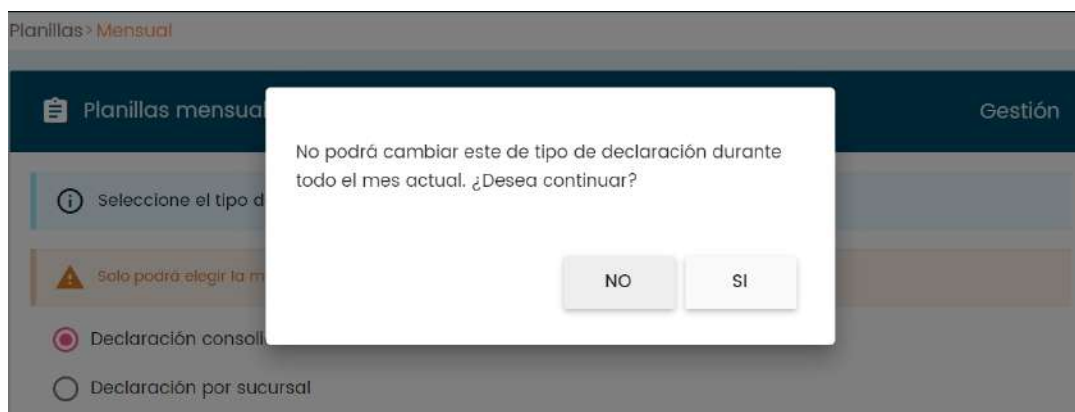 Planillas > Mensual
Planillas mensual
Gestión
No podrá cambiar este de tipo de declaración durante
todo el mes actual. ¿Desea continuar?
Seleccione el tipo d
Solo podrá elegir la m
NO
SI
Declaración consoli
Declaración por sucursal